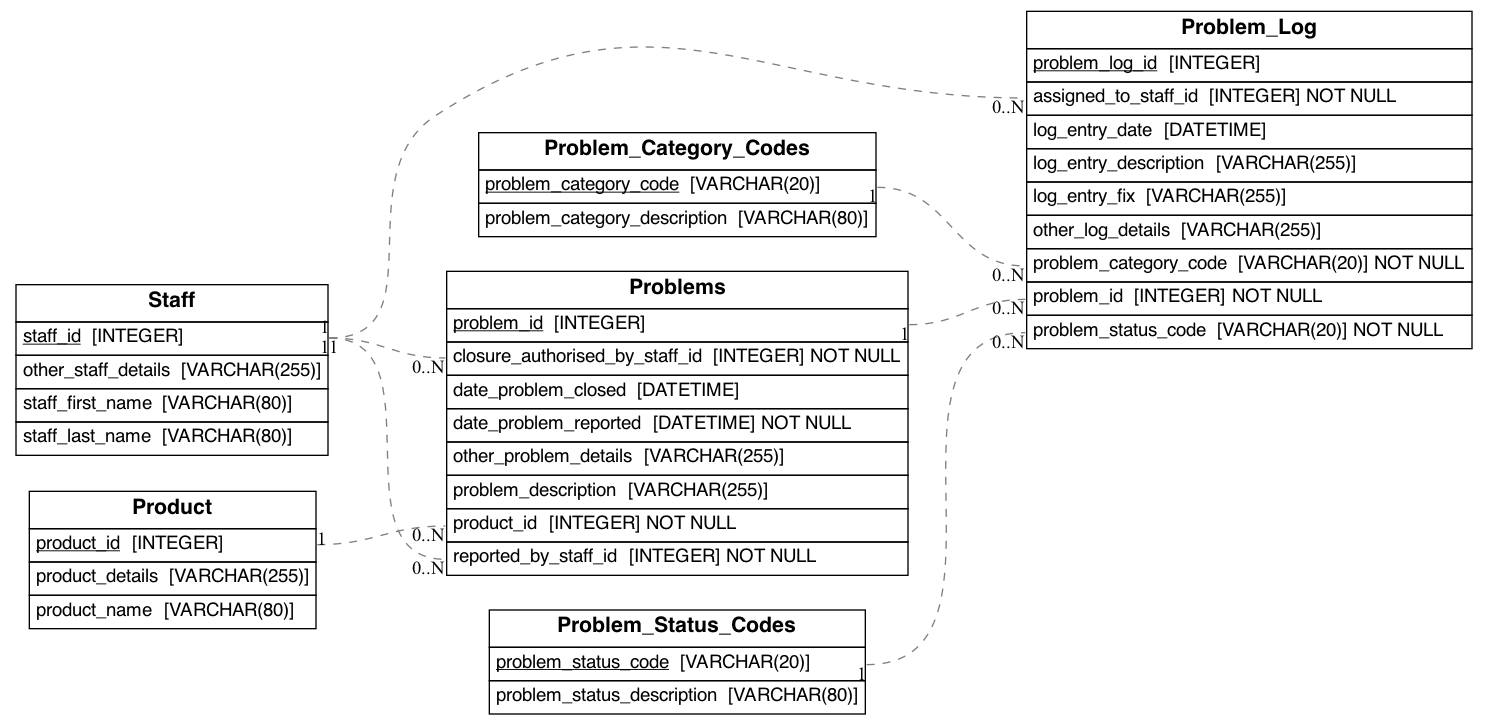 Problem_Log
problem_log_id [INTEGER]
assigned_to_staff_id [INTEGER] NOT NULL
log_entry_date [DATETIME]
log_entry_description [VARCHAR(255)]
log_entry_fix [VARCHAR(255)]
other_log_details [VARCHAR(255)]
problem_category_code [VARCHAR(20)] NOT NULL
problem_id [INTEGER] NOT NULL
problem_status_code [VARCHAR(20)] NOT NULL
0..N
0..N
0..N
0..N
Problem_Category_Codes
problem_category_code [VARCHAR(20)]
1
problem_category_description [VARCHAR(80)]
Staff
staff_id [INTEGER]
1
11
other_staff_details [VARCHAR(255)]
staff_first_name [VARCHAR(80)]
staff_last_name [VARCHAR(80)]
Problems
problem_id [INTEGER]
1
closure_authorised_by_staff_id [INTEGER] NOT NULL
0..N
date_problem_closed [DATETIME]
date_problem_reported [DATETIME] NOT NULL
other_problem_details [VARCHAR(255)]
problem_description [VARCHAR(255)]
product_id [INTEGER] NOT NULL
0..N
reported_by_staff_id [INTEGER] NOT NULL
0..N
Product
product_id [INTEGER]
1
product_details [VARCHAR(255)]
product_name [VARCHAR(80)]
Problem_Status_Codes
problem_status_code [VARCHAR(20)]
1
problem_status_description [VARCHAR(80)]